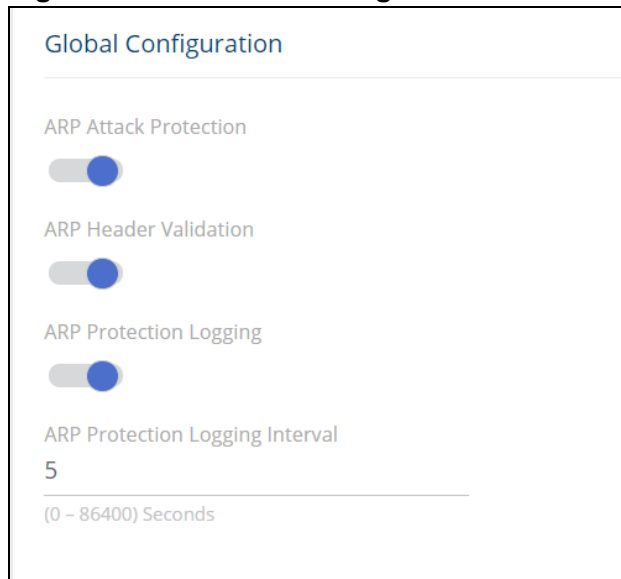 Global Configuration
ARP Attack Protection
ARP Header Validation
ARP Protection Logging
ARP Protection Logging Interval
5
(0 – 86400) Seconds